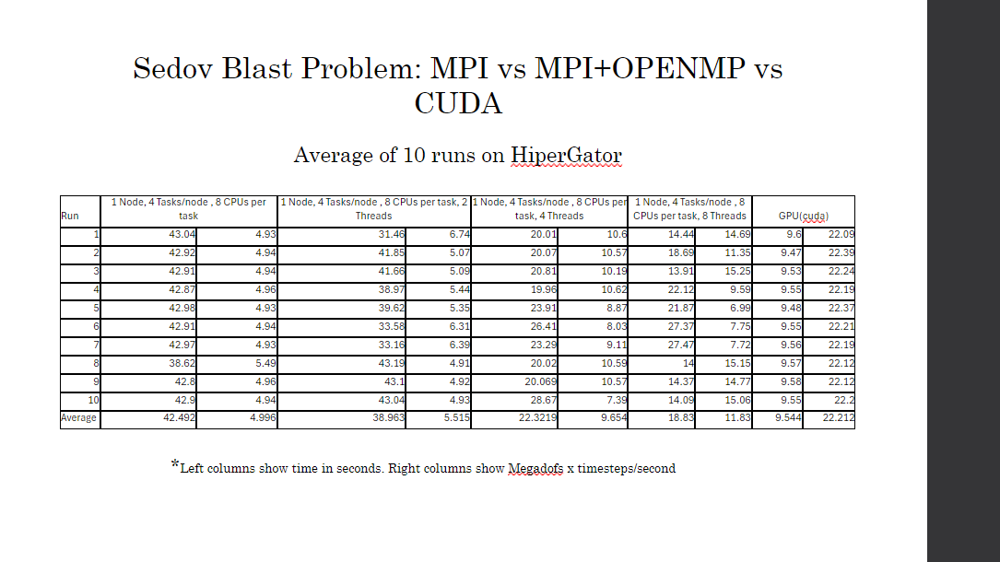 Sedov Blast Problem: MPI vs MPI+OPENMP vs
CUDA
Average of 10 runs on HiperGator
Run 1 Node, 4 Tasks/node , 8 CPUs per task 1 Node, 4 Tasks/node , 8 CPUs per task, 2 Threads 1 Node, 4 Tasks/node , 8 CPUs per task, 4 Threads 1 Node, 4 Tasks/node , 8 CPUs per task, 8 Threads GPU(cuda)
1 43.04 4.93 31.46 6.74 20.01 10.6 14.44 14.69 9.6 22.09
2 42.92 4.94 41.85 5.07 20.07 10.57 18.69 11.35 9.47 22.39
3 42.91 4.94 41.66 5.09 20.81 10.19 13.91 15.25 9.53 22.24
4 42.87 4.96 38.97 5.44 19.96 10.62 22.12 9.59 9.55 22.19
5 42.98 4.93 39.62 5.35 23.91 8.87 21.87 6.99 9.48 22.37
6 42.91 4.94 33.58 6.31 26.41 8.03 27.37 7.75 9.55 22.21
7 42.97 4.93 33.16 6.39 23.29 9.11 27.47 7.72 9.56 22.19
8 38.62 5.49 43.19 4.91 20.02 10.59 14 15.15 9.57 22.12
9 42.8 4.96 43.1 4.92 20.069 10.57 14.37 14.77 9.58 22.12
10 42.9 4.94 43.04 4.93 28.67 7.39 14.09 15.06 9.55 22.2
Average 42.492 4.996 38.963 5.515 22.3219 9.654 18.83 11.83 9.544 22.212
*Left columns show time in seconds. Right columns show Megadofs x timesteps/second